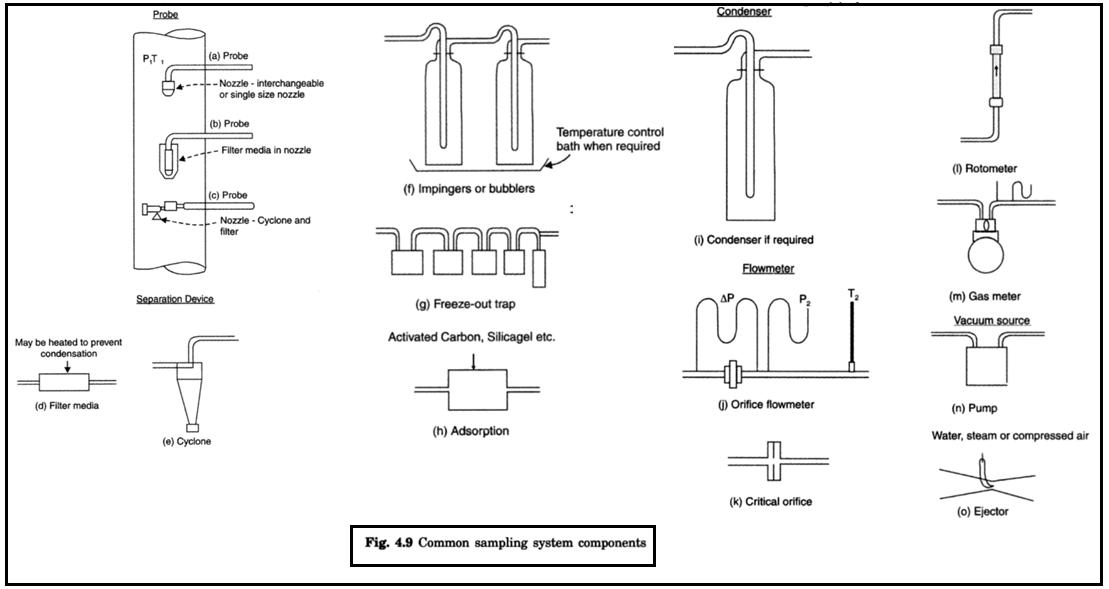 Probe
P₁T₁
(a) Probe
Nozzle - interchangeable
or single size nozzle
(b) Probe
Filter media in nozzle
(c) Probe
Nozzle - Cyclone and
filter
Separation Device
May be heated to prevent
condensation
(d) Filter media
(e) Cyclone
Temperature control
bath when required
(f) Impingers or bubblers
(g) Freeze-out trap
Activated Carbon, Silicagel etc.
(h) Adsorption
Condenser
(i) Condenser if required
Flowmeter
ΔP
P₂
T₂
(j) Orifice flowmeter
(k) Critical orifice
(l) Rotometer
(m) Gas meter
Vacuum source
(n) Pump
Water, steam or compressed air
(o) Ejector
Fig. 4.9 Common sampling system components